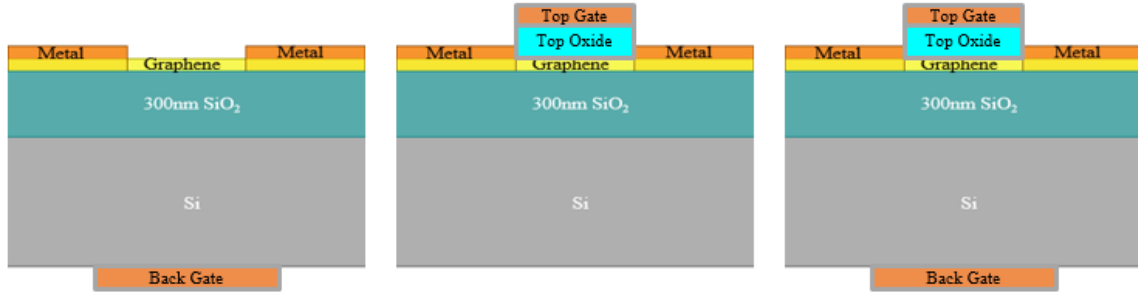 Metal Metal
Graphene
300nm SiO₂
Si
Back Gate
Top Gate
Top Oxide
Metal Metal
Graphene
300nm SiO₂
Si
Top Gate
Top Oxide
Metal Metal
Graphene
300nm SiO₂
Si
Back Gate